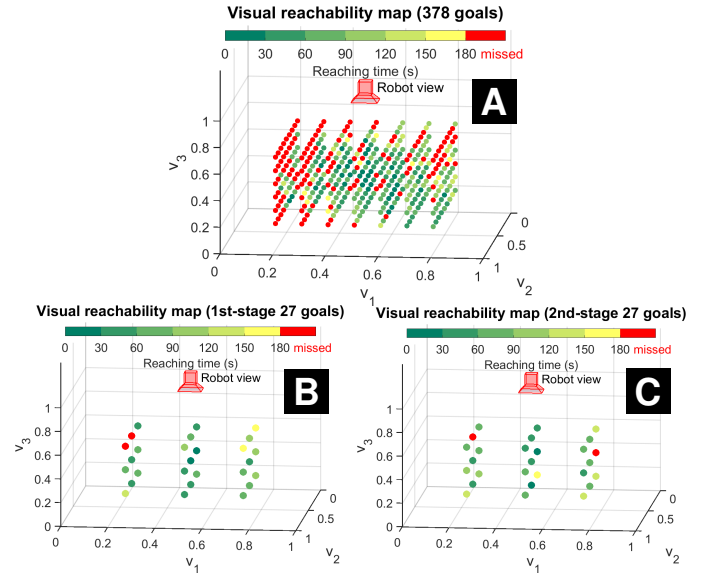 Visual reachability map (378 goals)
0 30 60 90 120 150 180 missed
Reaching time (s)
Robot view
A
1
0.8
0.6
0.4
0.2
0
v3
0 0.2 0.4 0.6 0.8 1
v1
0
0.5
1
v2
Visual reachability map (1st-stage 27 goals)
0 30 60 90 120 150 180 missed
Reaching time (s)
Robot view
B
1
0.8
0.6
0.4
0.2
0
v3
0 0.2 0.4 0.6 0.8 1
v1
0
0.5
1
v2
Visual reachability map (2nd-stage 27 goals)
0 30 60 90 120 150 180 missed
Reaching time (s)
Robot view
C
1
0.8
0.6
0.4
0.2
0
v3
0 0.2 0.4 0.6 0.8 1
v1
0
0.5
1
v2